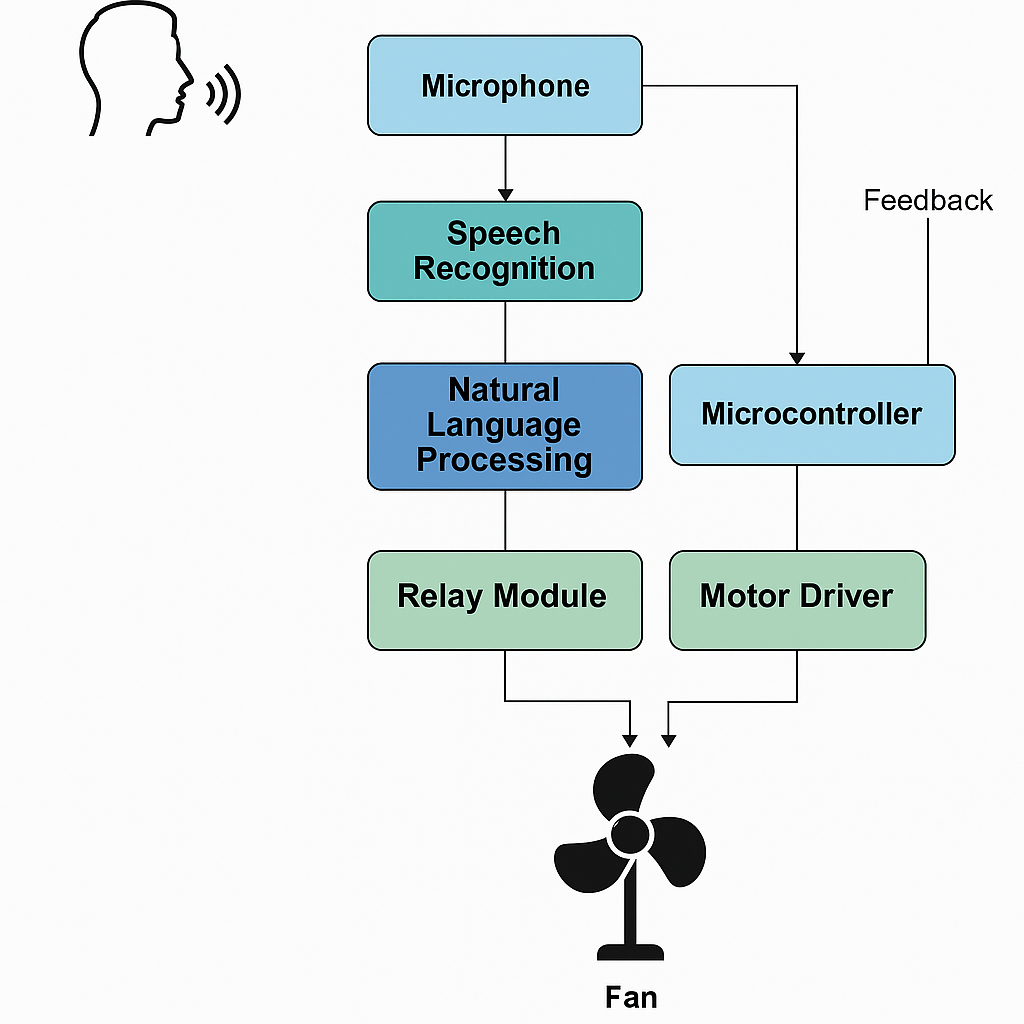 Microphone
Feedback
Speech
Recognition
Natural
Language
Processing
Microcontroller
Relay Module
Motor Driver
Fan